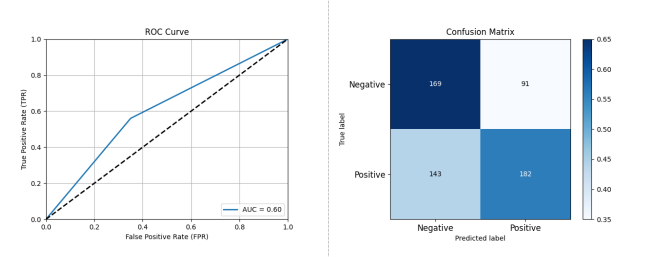 ROC Curve
1.0
0.8
0.6
0.4
0.2
0.0
0.0 0.2 0.4 0.6 0.8 1.0
True Positive Rate (TPR)
False Positive Rate (FPR)
AUC = 0.60
Confusion Matrix
Negative 169 91
Positive 143 182
Negative Positive
True label
Predicted label
0.65
0.60
0.55
0.50
0.45
0.40
0.35